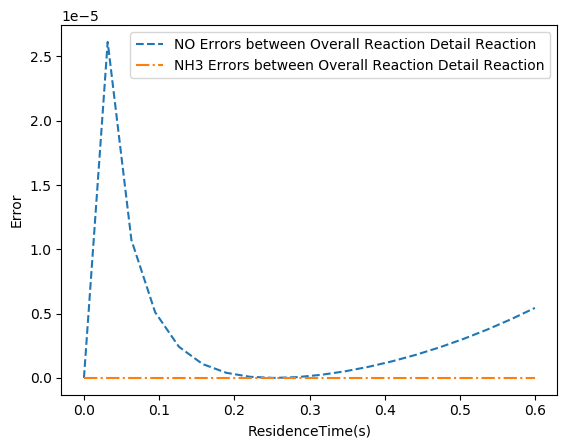 1e−5
NO Errors between Overall Reaction Detail Reaction
NH3 Errors between Overall Reaction Detail Reaction
2.5
2.0
1.5
1.0
0.5
0.0
Error
0.0 0.1 0.2 0.3 0.4 0.5 0.6
ResidenceTime(s)